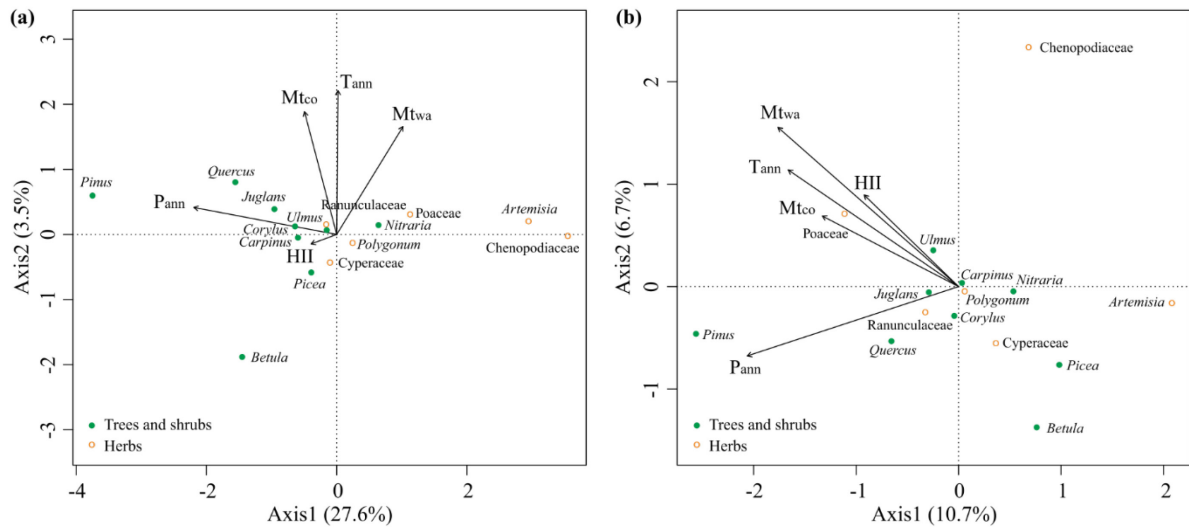 (a)
3
2
1
0
-1
-2
-3
Axis2 (3.5%)
Tann
Mtco
Mtwa
Quercus
Pinus
Juglans
Pann
Ranunculaceae
Ulmus
Poaceae
Artemisia
Corylus
Nitraria
Carpinus
Polygonum
Chenopodiaceae
HII
Cyperaceae
Picea
Betula
Trees and shrubs
Herbs
-4
-2
0
2
Axis1 (27.6%)
(b)
2
1
0
-1
Axis2 (6.7%)
Chenopodiaceae
Mtwa
Tann
HII
Mtco
Poaceae
Ulmus
Carpinus
Nitraria
Juglans
Polygonum
Artemisia
Ranunculaceae
Corylus
Pinus
Quercus
Cyperaceae
Pann
Picea
Betula
Trees and shrubs
Herbs
-2
-1
0
1
2
Axis1 (10.7%)